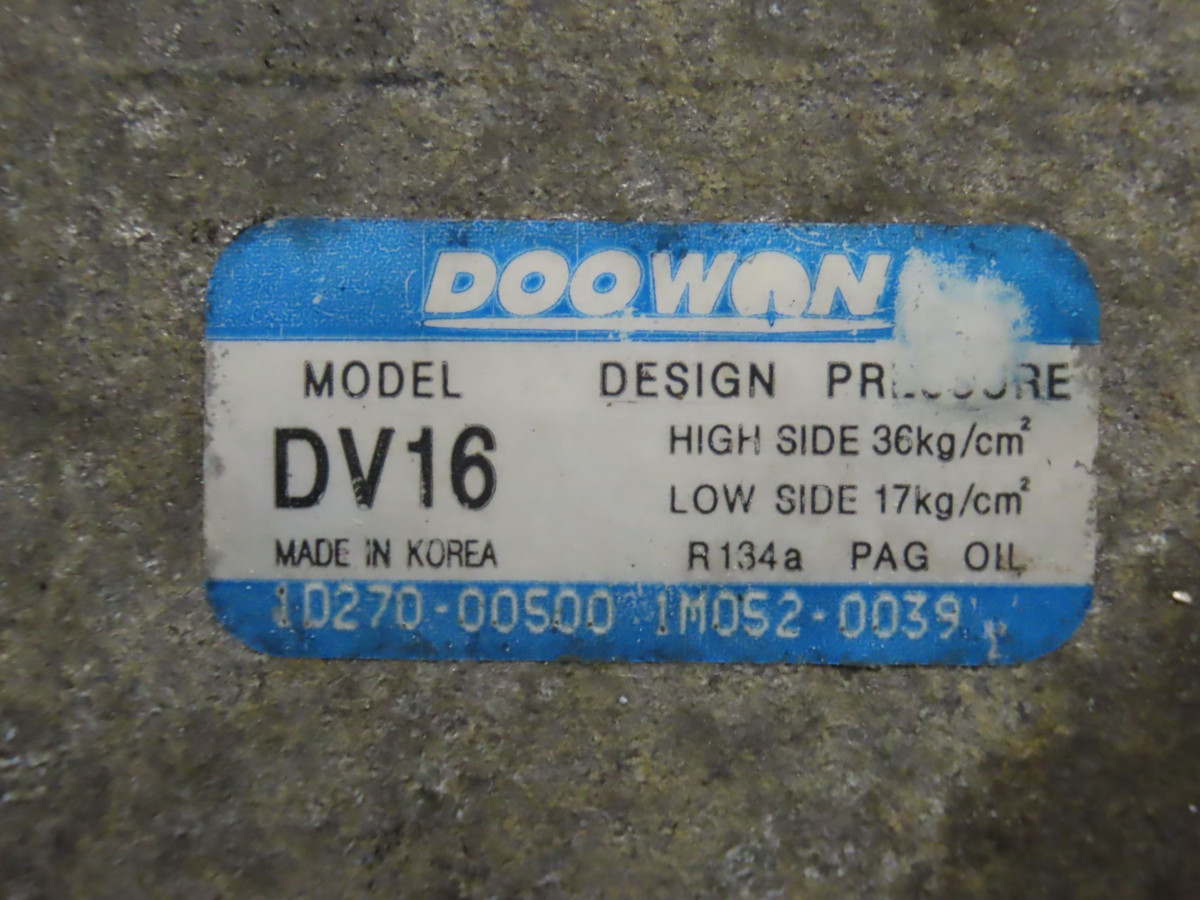 DOOWON
MODEL DESIGN PRESSURE
DV16 HIGH SIDE 36kg/cm²
LOW SIDE 17kg/cm²
MADE IN KOREA R134a PAG OIL
1D270-00500 1M052-0039